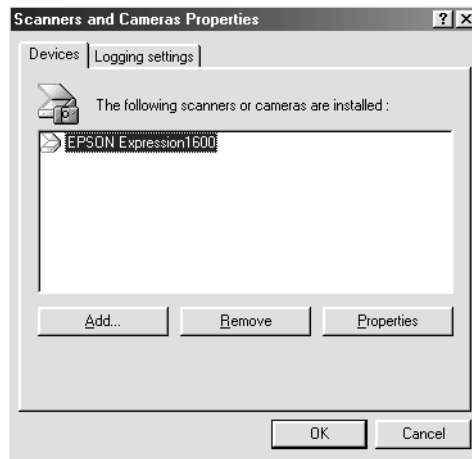 Scanners and Cameras Properties
Devices Logging settings
The following scanners or cameras are installed :
EPSON Expression1600
Add... Remove Properties
OK Cancel